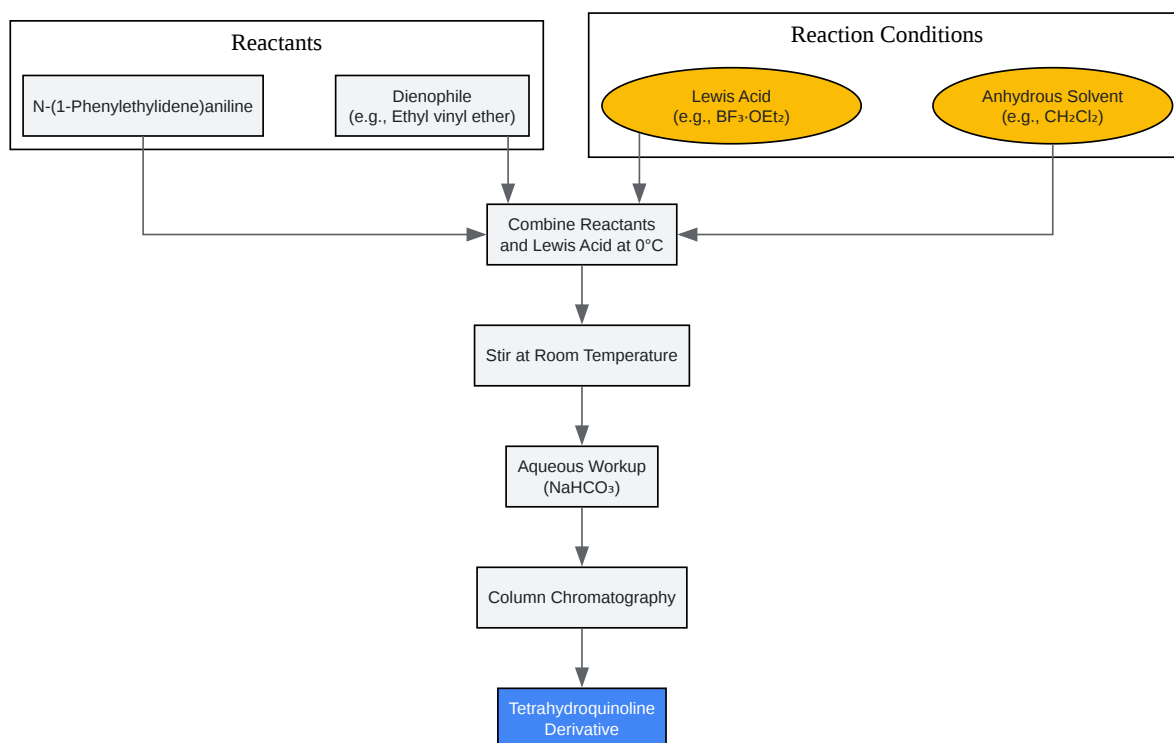 Reactants
N-(1-Phenylethylidene)aniline
Dienophile
(e.g., Ethyl vinyl ether)
Reaction Conditions
Lewis Acid
(e.g., BF₃·OEt₂)
Anhydrous Solvent
(e.g., CH₂Cl₂)
Combine Reactants
and Lewis Acid at 0°C
Stir at Room Temperature
Aqueous Workup
(NaHCO₃)
Column Chromatography
Tetrahydroquinoline
Derivative